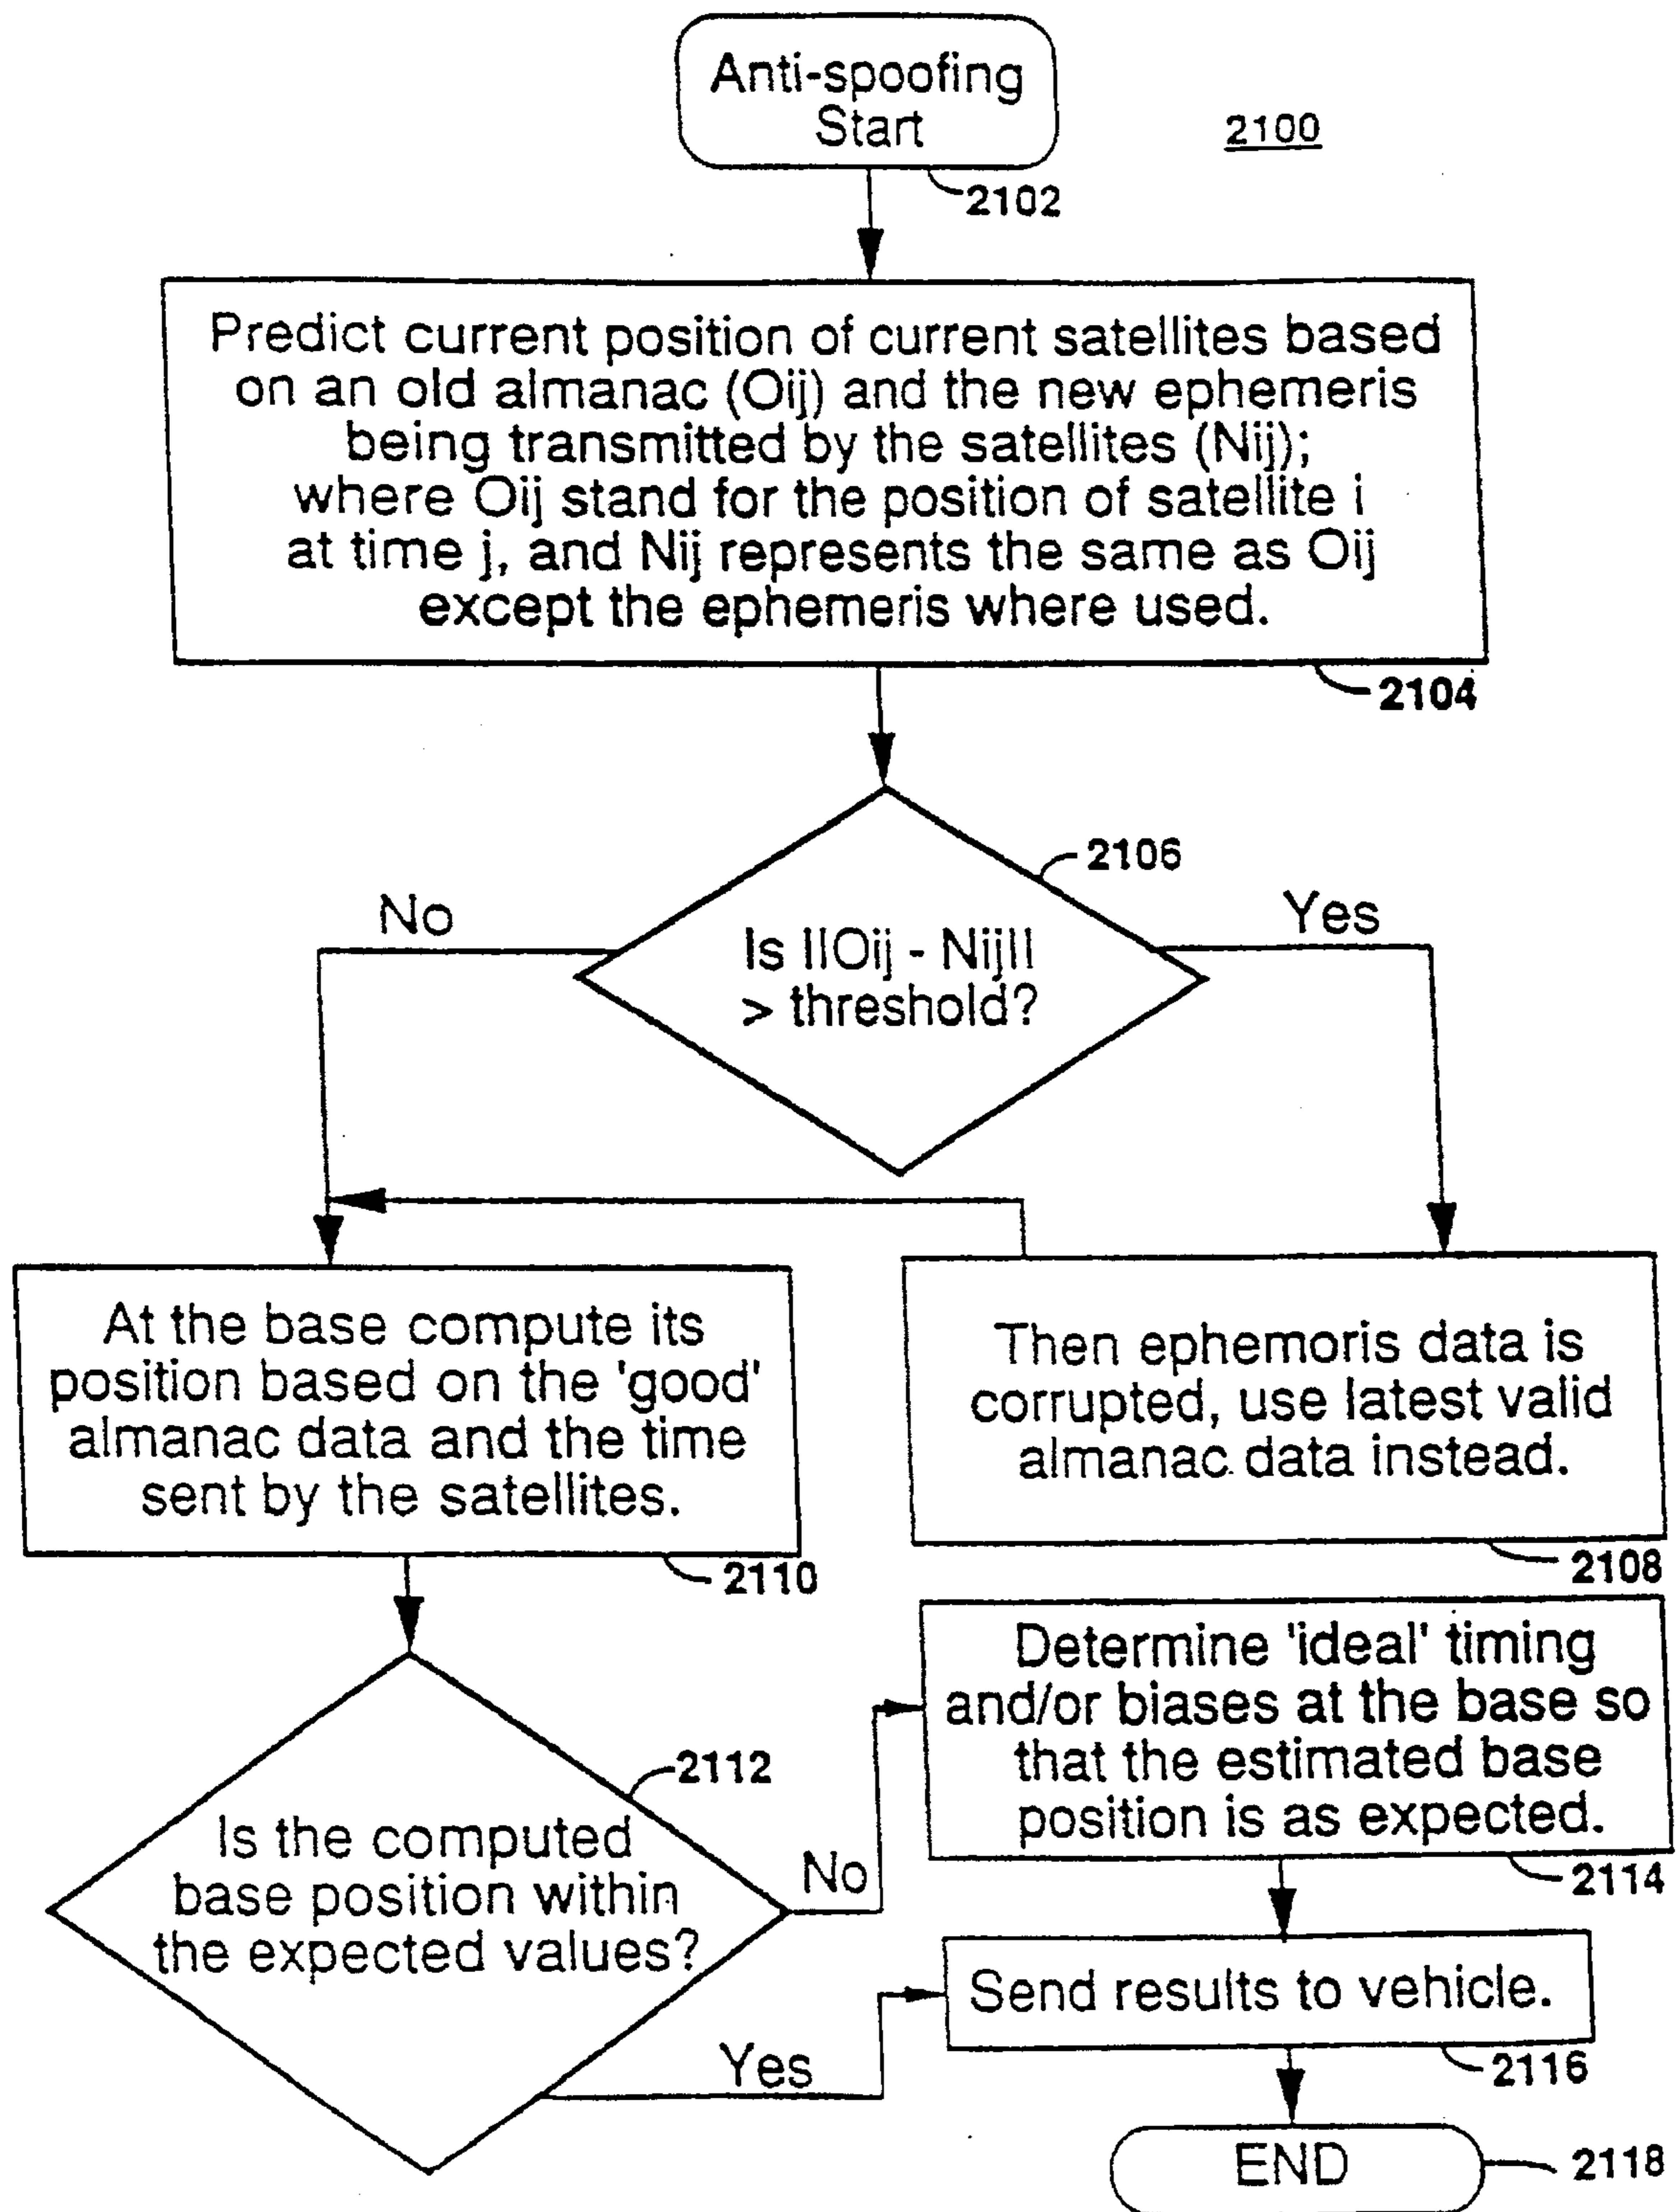 Anti-spoofing
Start
2100
2102
Predict current position of current satellites based
on an old almanac (Oij) and the new ephemeris
being transmitted by the satellites (Nij);
where Oij stand for the position of satellite i
at time j, and Nij represents the same as Oij
except the ephemeris where used.
2104
2106
No
Yes
Is IIOij - NijII
> threshold?
At the base compute its
position based on the 'good'
almanac data and the time
sent by the satellites.
2110
Then ephemoris data is
corrupted, use latest valid
almanac data instead.
2108
Determine 'ideal' timing
and/or biases at the base so
that the estimated base
position is as expected.
2114
2112
Is the computed
base position within
the expected values?
No
Yes
Send results to vehicle.
2116
END
2118